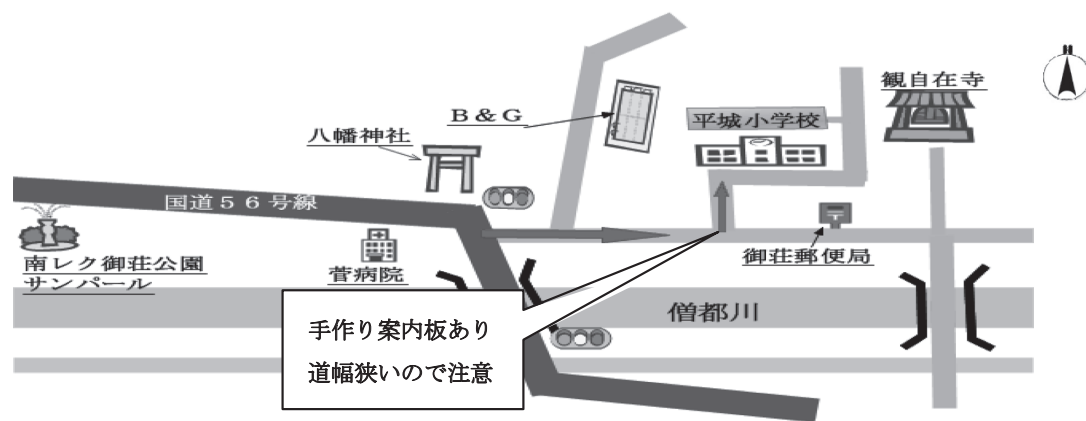 N
観自在寺
B＆G
平城小学校
八幡神社
国道５６号線
御荘郵便局
南レク御荘公園
サンパール
菅病院
僧都川
手作り案内板あり
道幅狭いので注意